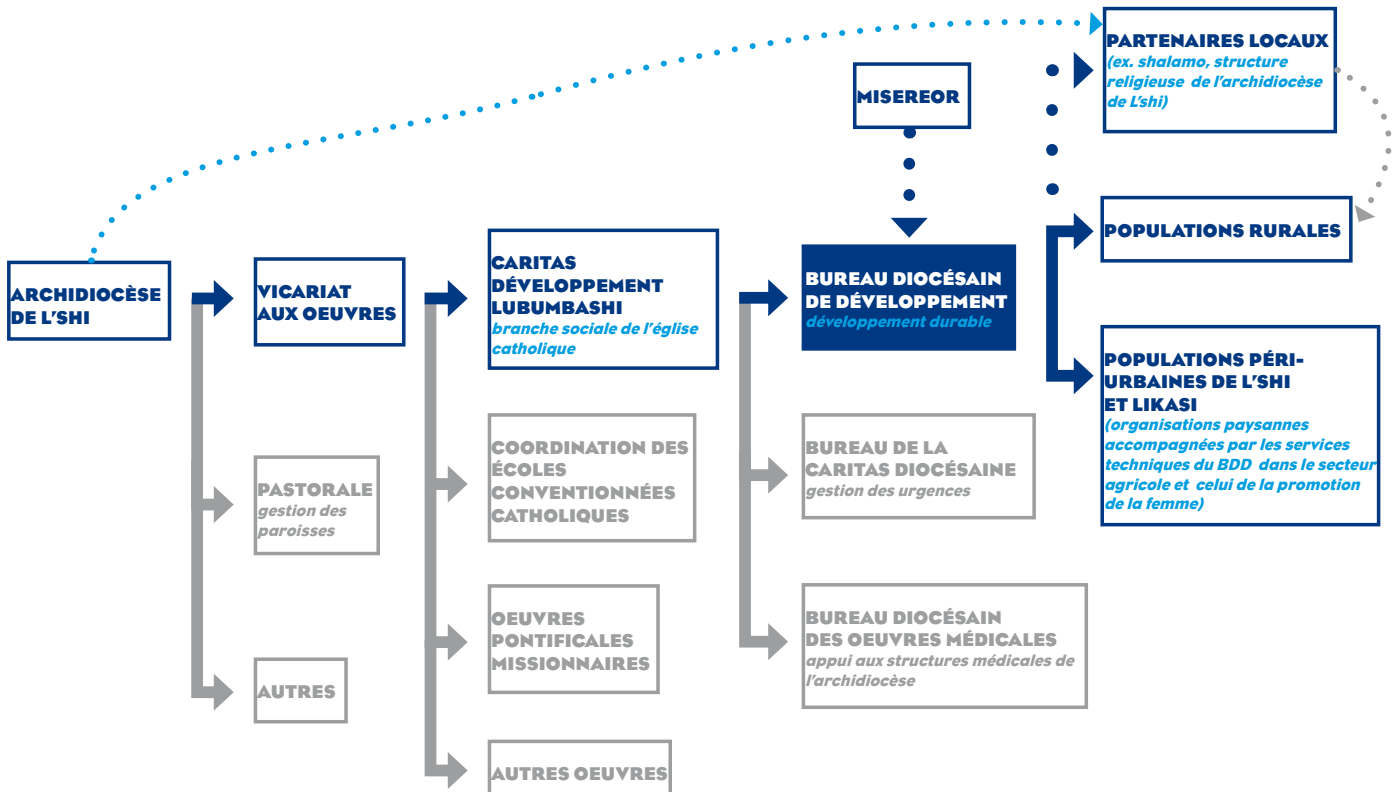 ARCHIDIOCÈSE
DE L'SHI
VICARIAT
AUX OEUVRES
PASTORALE
gestion des
paroisses
AUTRES
CARITAS
DÉVELOPPEMENT
LUBUMBASHI
branche sociale de l'église
catholique
COORDINATION DES
ÉCOLES
CONVENTIONNÉES
CATHOLIQUES
OEUVRES
PONTIFICALES
MISSIONNAIRES
AUTRES OEUVRES
MISEREOR
BUREAU DIOCÉSAIN
DE DÉVELOPPEMENT
développement durable
BUREAU DE LA
CARITAS DIOCÉSAINE
gestion des urgences
BUREAU DIOCÉSAIN
DES OEUVRES MÉDICALES
appui aux structures médicales de
l'archidiocèse
PARTENAIRES LOCAUX
(ex. shalamo, structure
religieuse de l'archidiocèse
de L'shi)
POPULATIONS RURALES
POPULATIONS PÉRI-
URBAINES DE L'SHI
ET LIKASI
(organisations paysannes
accompagnées par les services
techniques du BDD dans le secteur
agricole et celui de la promotion
de la femme)